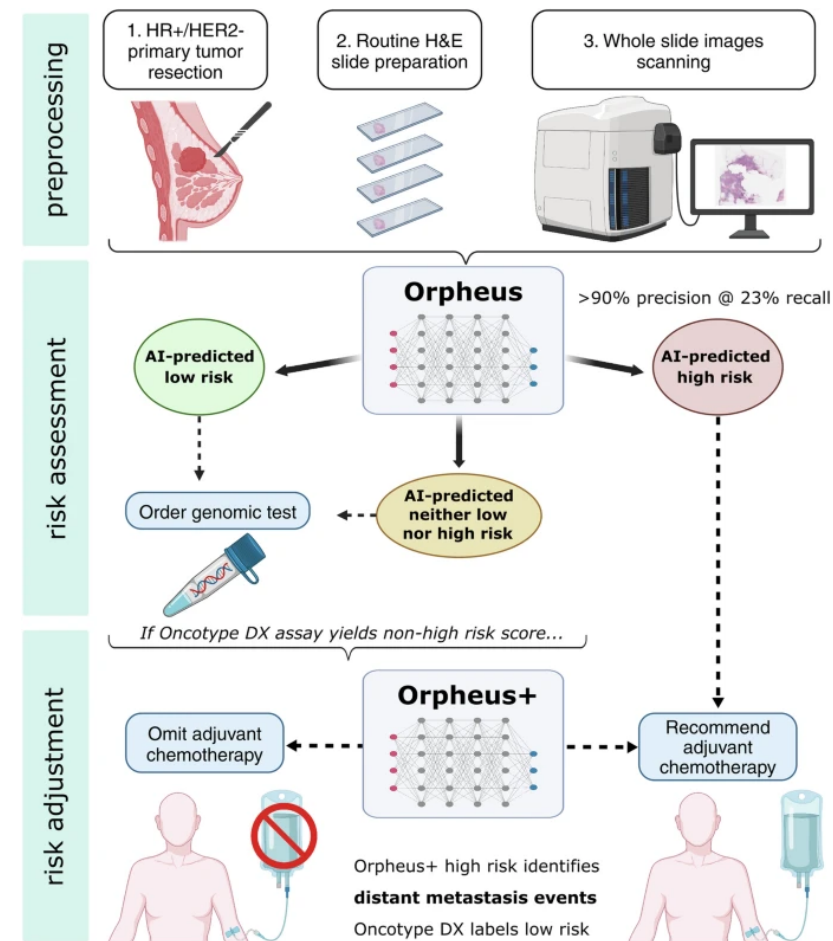 preprocessing
1. HR+/HER2-
primary tumor
resection
2. Routine H&E
slide preparation
3. Whole slide images
scanning
risk assessment
Orpheus
>90% precision @ 23% recall
AI-predicted
low risk
AI-predicted
high risk
Order genomic test
AI-predicted
neither low
nor high risk
If Oncotype DX assay yields non-high risk score...
risk adjustment
Orpheus+
Omit adjuvant
chemotherapy
Recommend
adjuvant
chemotherapy
Orpheus+ high risk identifies
distant metastasis events
Oncotype DX labels low risk